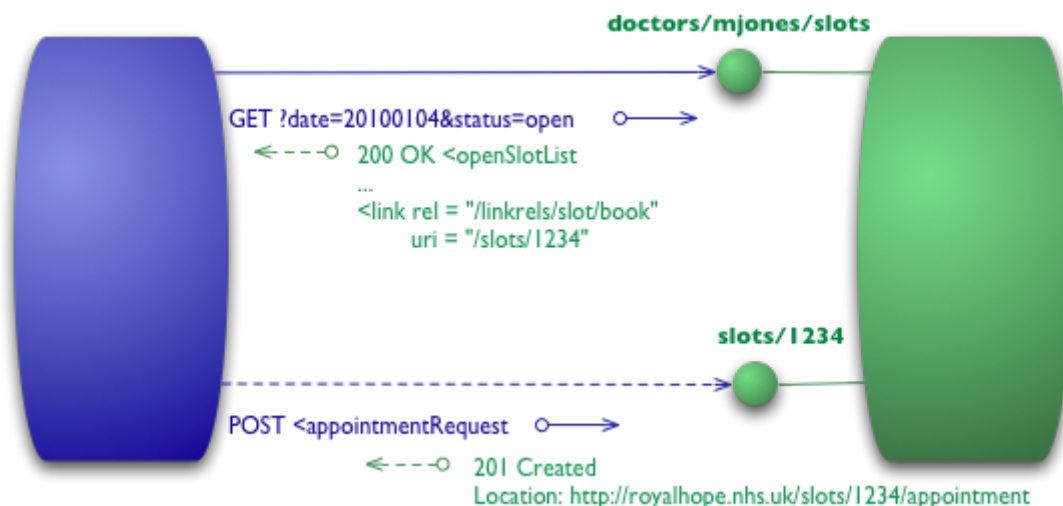 doctors/mjones/slots
GET ?date=20100104&status=open
200 OK <openSlotList
...
<link rel = "/linkrels/slot/book"
uri = "/slots/1234"
slots/1234
POST <appointmentRequest
201 Created
Location: http://royalhope.nhs.uk/slots/1234/appointment